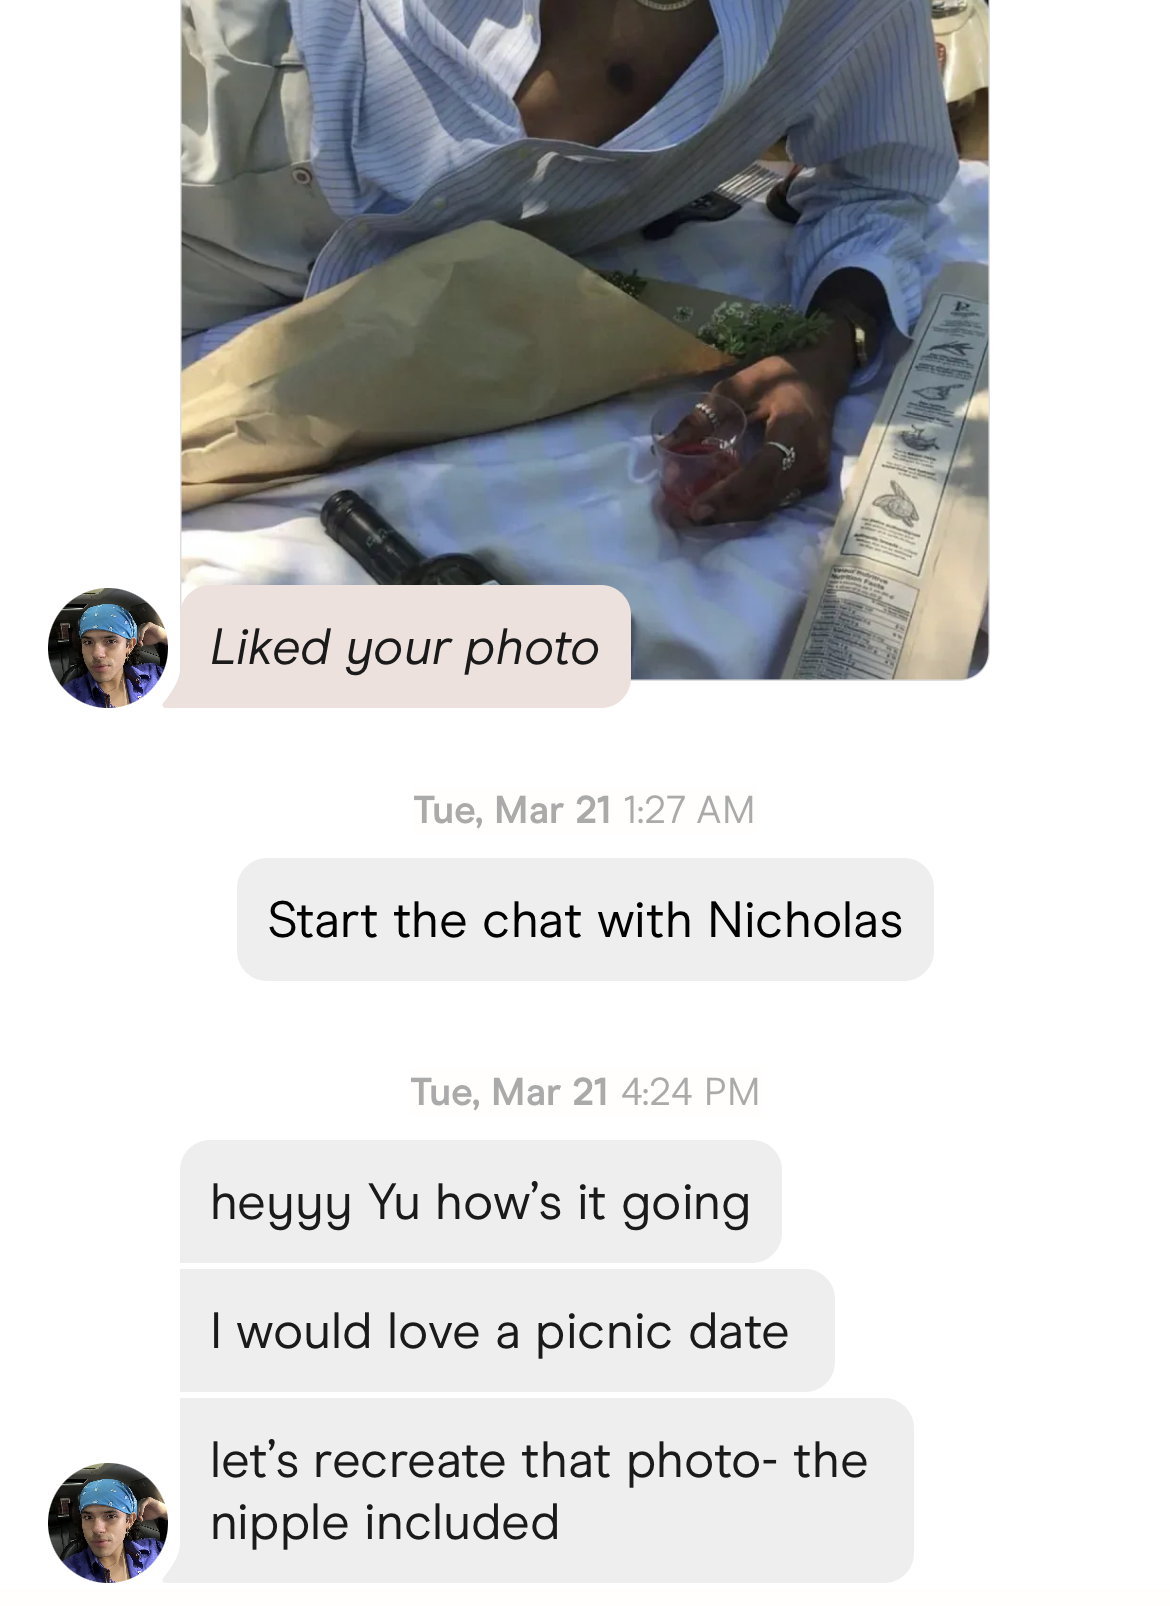 Liked your photo
Tue, Mar 21 1:27 AM
Start the chat with Nicholas
Tue, Mar 21 4:24 PM
heyyy Yu how’s it going
I would love a picnic date
let’s recreate that photo- the
nipple included